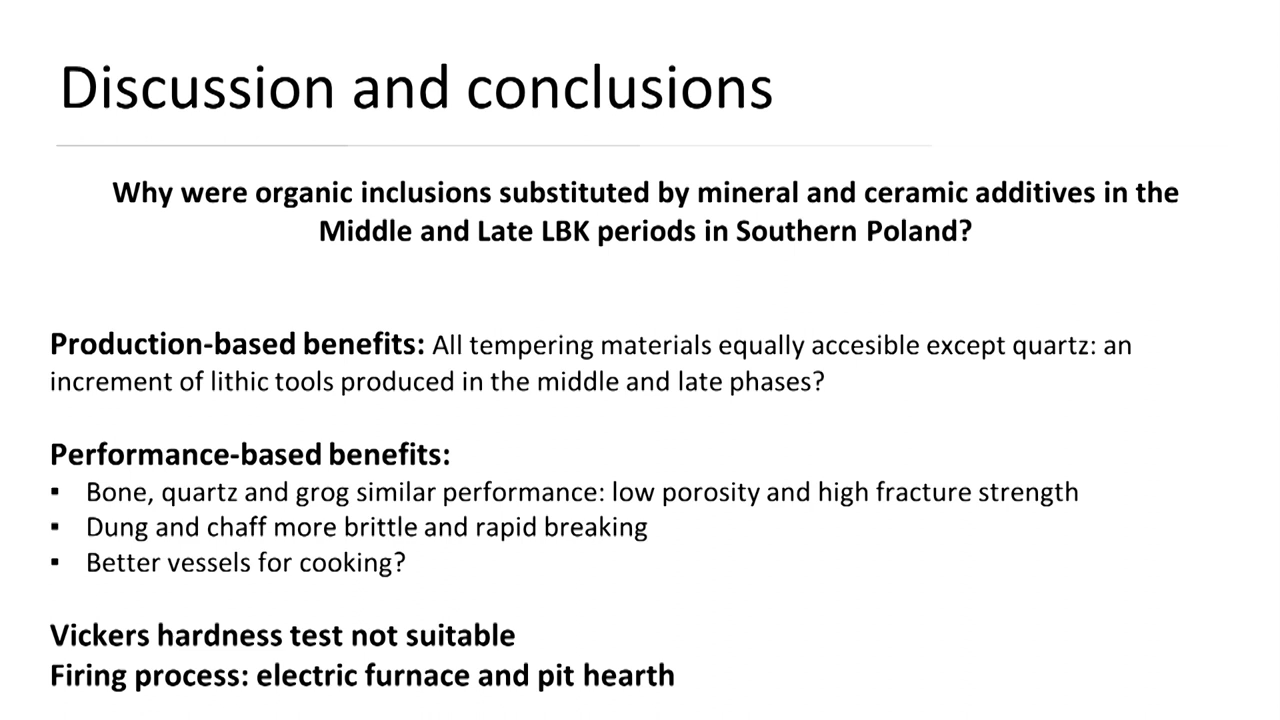 Discussion and conclusions
Why were organic inclusions substituted by mineral and ceramic additives in the
Middle and Late LBK periods in Southern Poland?
Production-based benefits: All tempering materials equally accesible except quartz: an
increment of lithic tools produced in the middle and late phases?
Performance-based benefits:
▪ Bone, quartz and grog similar performance: low porosity and high fracture strength
▪ Dung and chaff more brittle and rapid breaking
▪ Better vessels for cooking?
Vickers hardness test not suitable
Firing process: electric furnace and pit hearth